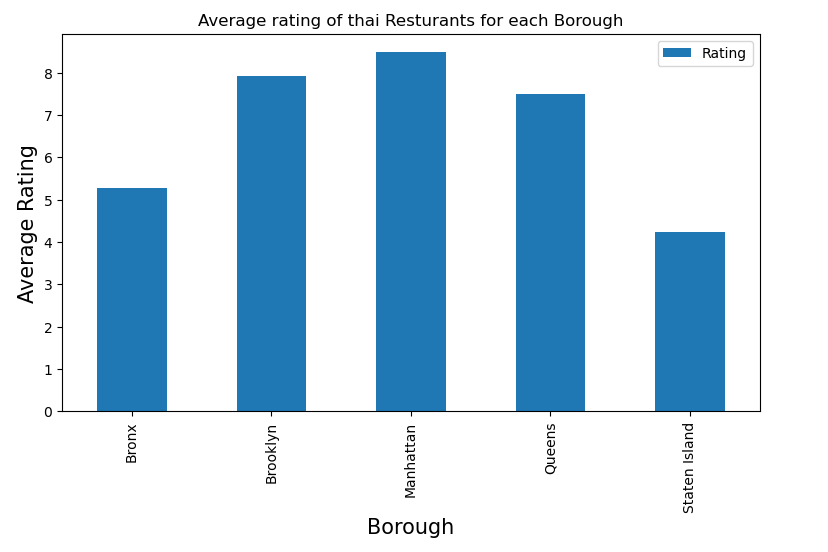 Average rating of thai Resturants for each Borough
Rating
Average Rating
8
7
6
5
4
3
2
1
0
Bronx
Brooklyn
Manhattan
Queens
Staten Island
Borough